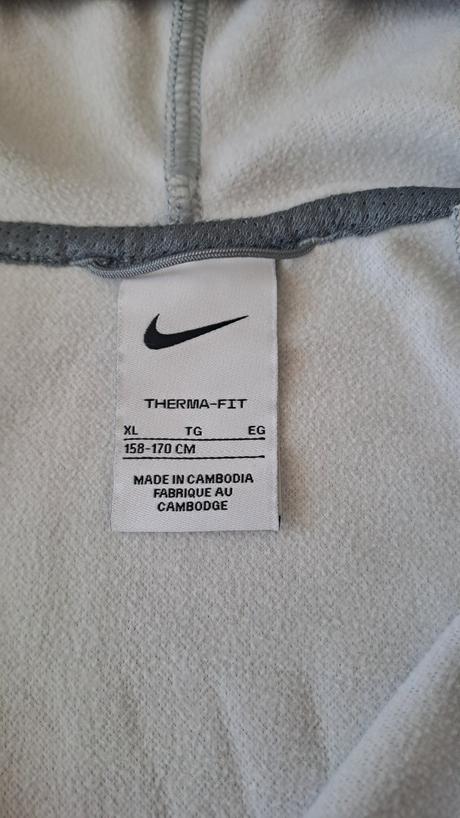 THERMA-FIT
XL TG EG
158-170 CM
MADE IN CAMBODIA
FABRIQUE AU
CAMBODGE